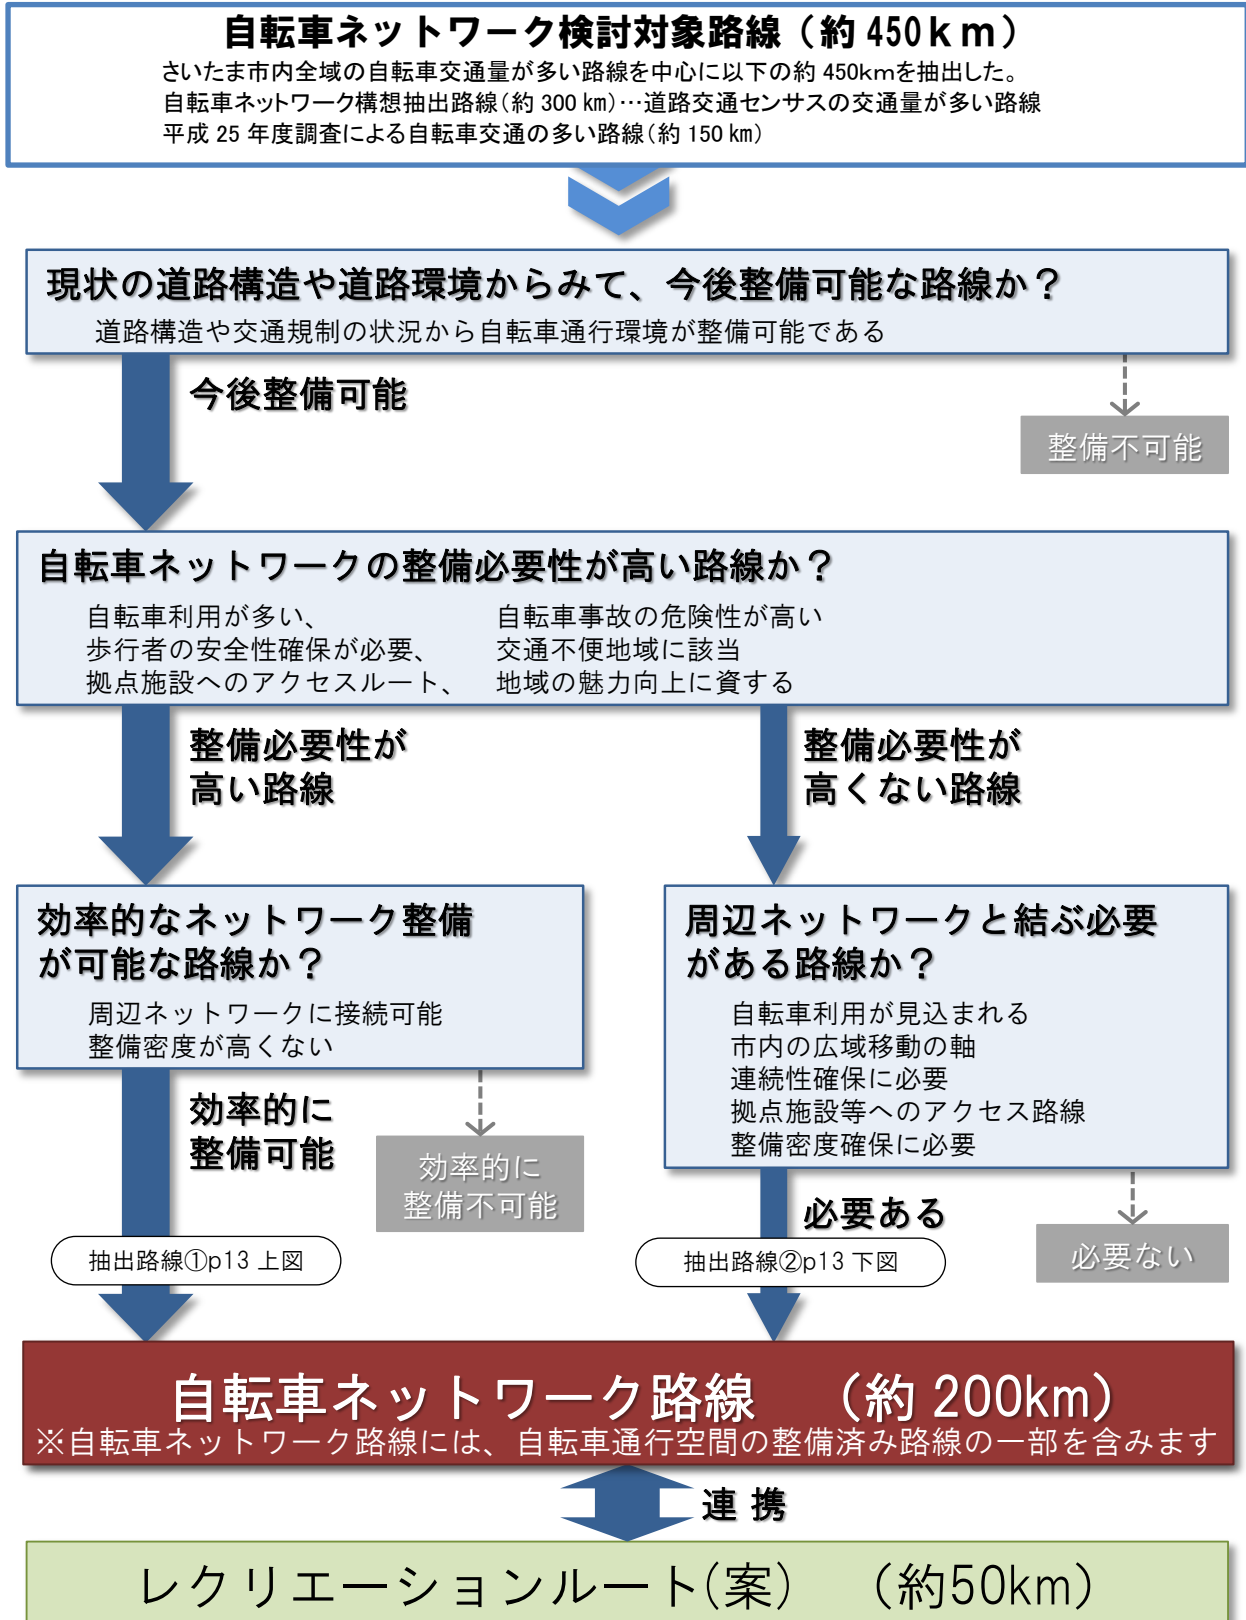 自転車ネットワーク検討対象路線（約450ｋｍ）
さいたま市内全域の自転車交通量が多い路線を中心に以下の約450kmを抽出した。
自転車ネットワーク構想抽出路線（約300㎞）…道路交通センサスの交通量が多い路線
平成25年度調査による自転車交通の多い路線（約150㎞）
現状の道路構造や道路環境からみて、今後整備可能な路線か？
道路構造や交通規制の状況から自転車通行環境が整備可能である
今後整備可能
整備不可能
自転車ネットワークの整備必要性が高い路線か？
自転車利用が多い、 自転車事故の危険性が高い
歩行者の安全性確保が必要、 交通不便地域に該当
拠点施設へのアクセスルート、 地域の魅力向上に資する
整備必要性が
高い路線
整備必要性が
高くない路線
効率的なネットワーク整備
が可能な路線か？
周辺ネットワークに接続可能
整備密度が高くない
周辺ネットワークと結ぶ必要
がある路線か？
自転車利用が見込まれる
市内の広域移動の軸
連続性確保に必要
拠点施設等へのアクセス路線
整備密度確保に必要
効率的に
整備可能
効率的に
整備不可能
必要ある
必要ない
抽出路線①p13上図
抽出路線②p13下図
自転車ネットワーク路線　（約200km）
※自転車ネットワーク路線には、自転車通行空間の整備済み路線の一部を含みます
連携
レクリエーションルート(案)　（約50km）